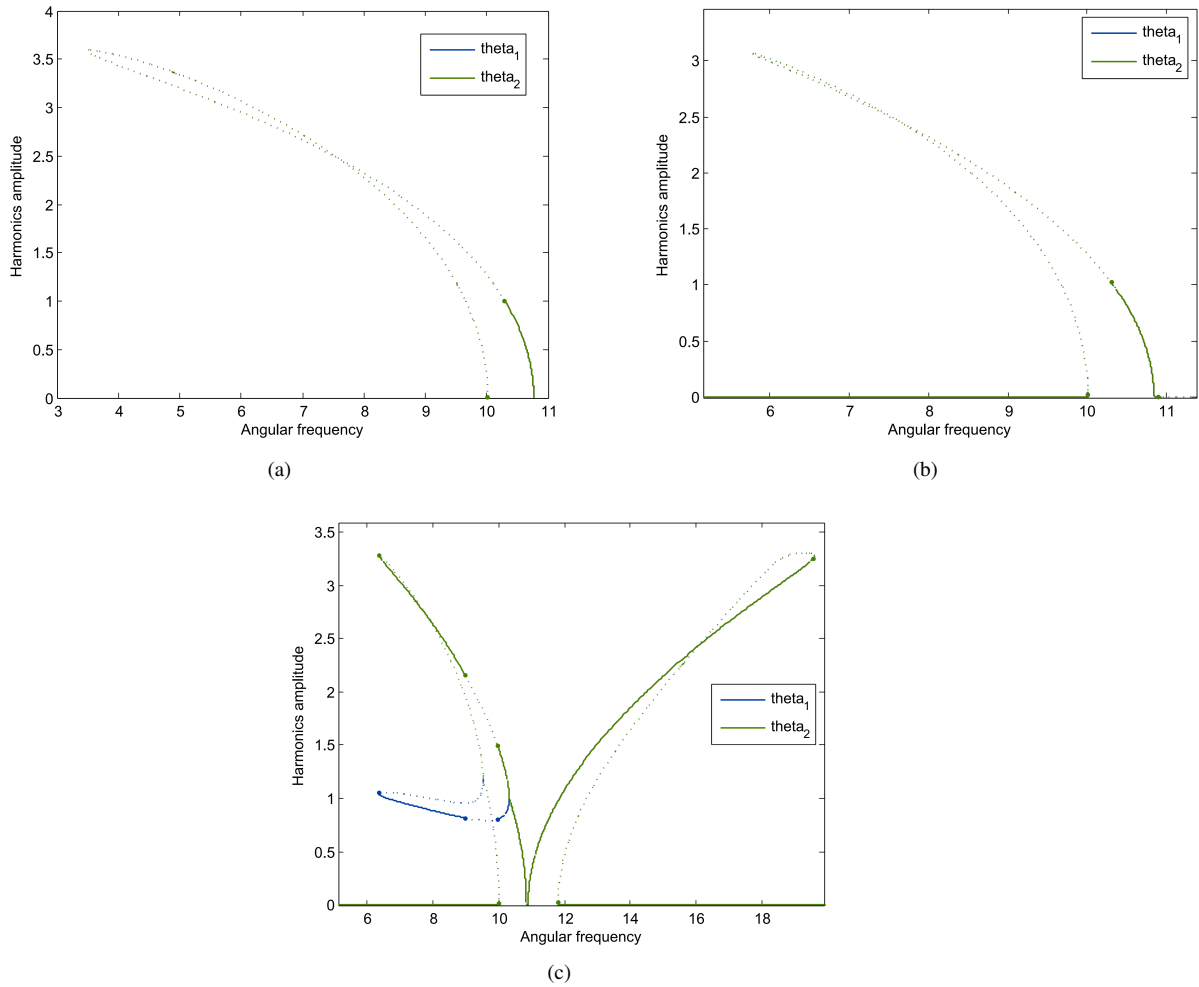 4
3.5
3
2.5
2
1.5
1
0.5
0
3 4 5 6 7 8 9 10 11
Harmonics amplitude
Angular frequency
theta1
theta2
(a)
3
2.5
2
1.5
1
0.5
0
6 7 8 9 10 11
Harmonics amplitude
Angular frequency
theta1
theta2
(b)
3.5
3
2.5
2
1.5
1
0.5
0
6 8 10 12 14 16 18
Harmonics amplitude
Angular frequency
theta1
theta2
(c)